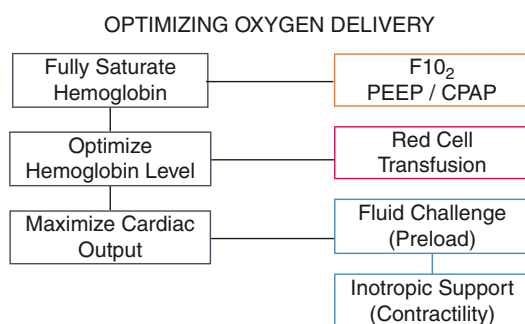 OPTIMIZING OXYGEN DELIVERY
Fully Saturate
Hemoglobin
F10₂
PEEP / CPAP
Optimize
Hemoglobin Level
Red Cell
Transfusion
Maximize Cardiac
Output
Fluid Challenge
(Preload)
Inotropic Support
(Contractility)